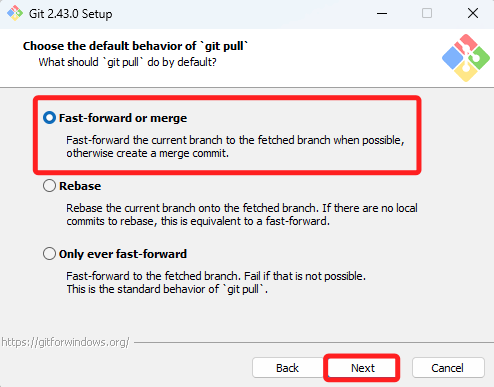 Git 2.43.0 Setup
Choose the default behavior of `git pull`
What should `git pull` do by default?
Fast-forward or merge
Fast-forward the current branch to the fetched branch when possible,
otherwise create a merge commit.
Rebase
Rebase the current branch onto the fetched branch. If there are no local
commits to rebase, this is equivalent to a fast-forward.
Only ever fast-forward
Fast-forward to the fetched branch. Fail if that is not possible.
This is the standard behavior of `git pull`.
https://gitforwindows.org/
Back Next Cancel